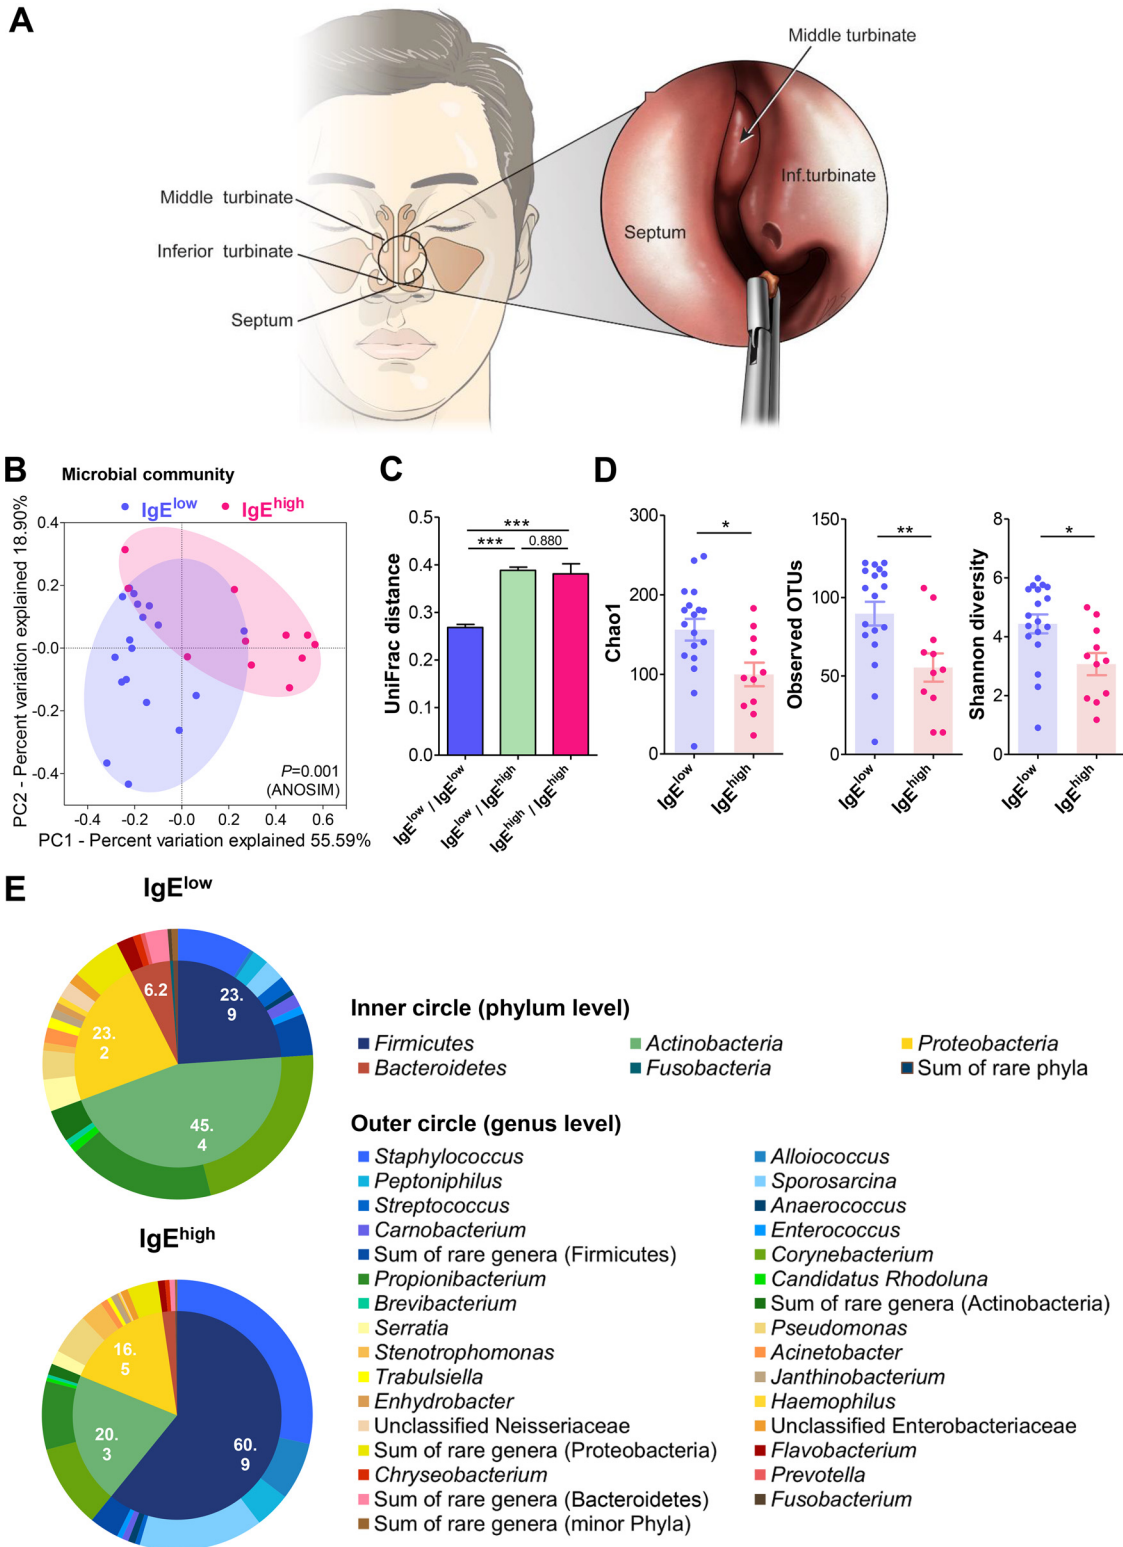 A
Middle turbinate
Inf.turbinate
Septum
Middle turbinate
Inferior turbinate
Septum
B
Microbial community
IgElow
IgEhigh
PC2 - Percent variation explained 18.90%
0.4
0.2
-0.0
-0.2
-0.4
P=0.001
(ANOSIM)
-0.4
-0.2
-0.0
0.2
0.4
0.6
PC1 - Percent variation explained 55.59%
C
UniFrac distance
0.5
0.4
0.3
0.2
0.1
0.0
***
***
0.880
IgElow / IgElow
IgElow / IgEhigh
IgEhigh / IgEhigh
D
Chao1
300
200
100
0
*
IgElow
IgEhigh
Observed OTUs
150
100
50
0
**
IgElow
IgEhigh
Shannon diversity
8
6
4
2
0
*
IgElow
IgEhigh
E
IgElow
6.2
23.
9
23.
2
45.
4
IgEhigh
16.
5
20.
3
60.
9
Inner circle (phylum level)
Firmicutes
Actinobacteria
Proteobacteria
Bacteroidetes
Fusobacteria
Sum of rare phyla
Outer circle (genus level)
Staphylococcus
Alloiococcus
Peptoniphilus
Sporosarcina
Streptococcus
Anaerococcus
Carnobacterium
Enterococcus
Sum of rare genera (Firmicutes)
Corynebacterium
Propionibacterium
Candidatus Rhodoluna
Brevibacterium
Sum of rare genera (Actinobacteria)
Serratia
Pseudomonas
Stenotrophomonas
Acinetobacter
Trabulsiella
Janthinobacterium
Enhydrobacter
Haemophilus
Unclassified Neisseriaceae
Unclassified Enterobacteriaceae
Sum of rare genera (Proteobacteria)
Flavobacterium
Chryseobacterium
Prevotella
Sum of rare genera (Bacteroidetes)
Fusobacterium
Sum of rare genera (minor Phyla)